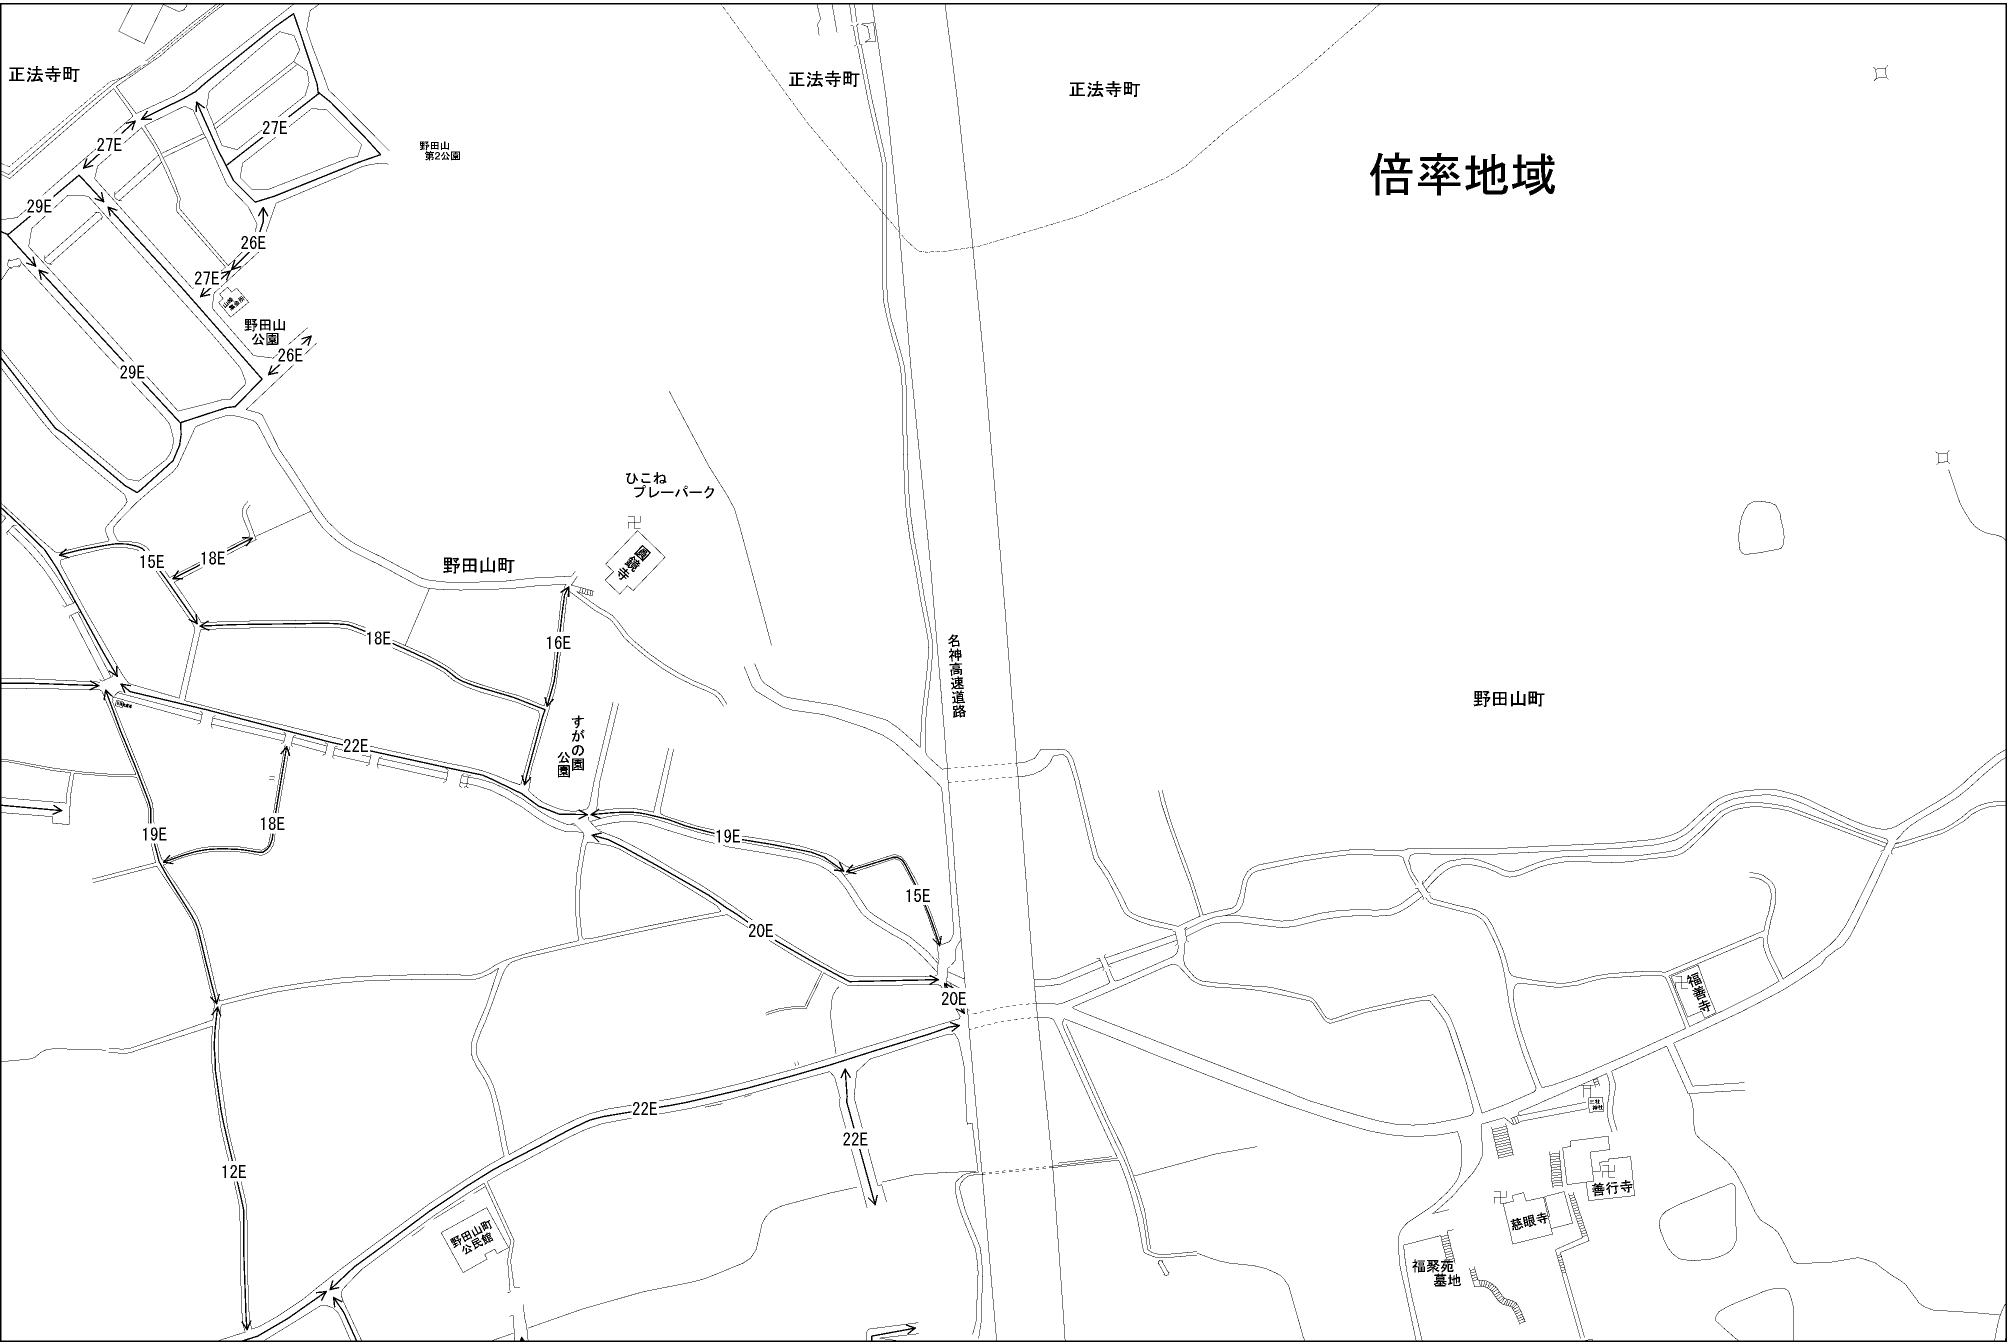 正法寺町
正法寺町
正法寺町
27E
27E
野田山
第2公園
倍率地域
29E
26E
27E
野田山
公園
26E
29E
ひこね
プレーパーク
圓鏡寺
15E
18E
野田山町
18E
16E
名神高速道路
野田山町
すがの園
公園
22E
19E
18E
19E
15E
20E
20E
福善寺
22E
22E
12E
善行寺
慈眼寺
野田山町
公民館
福聚苑
墓地